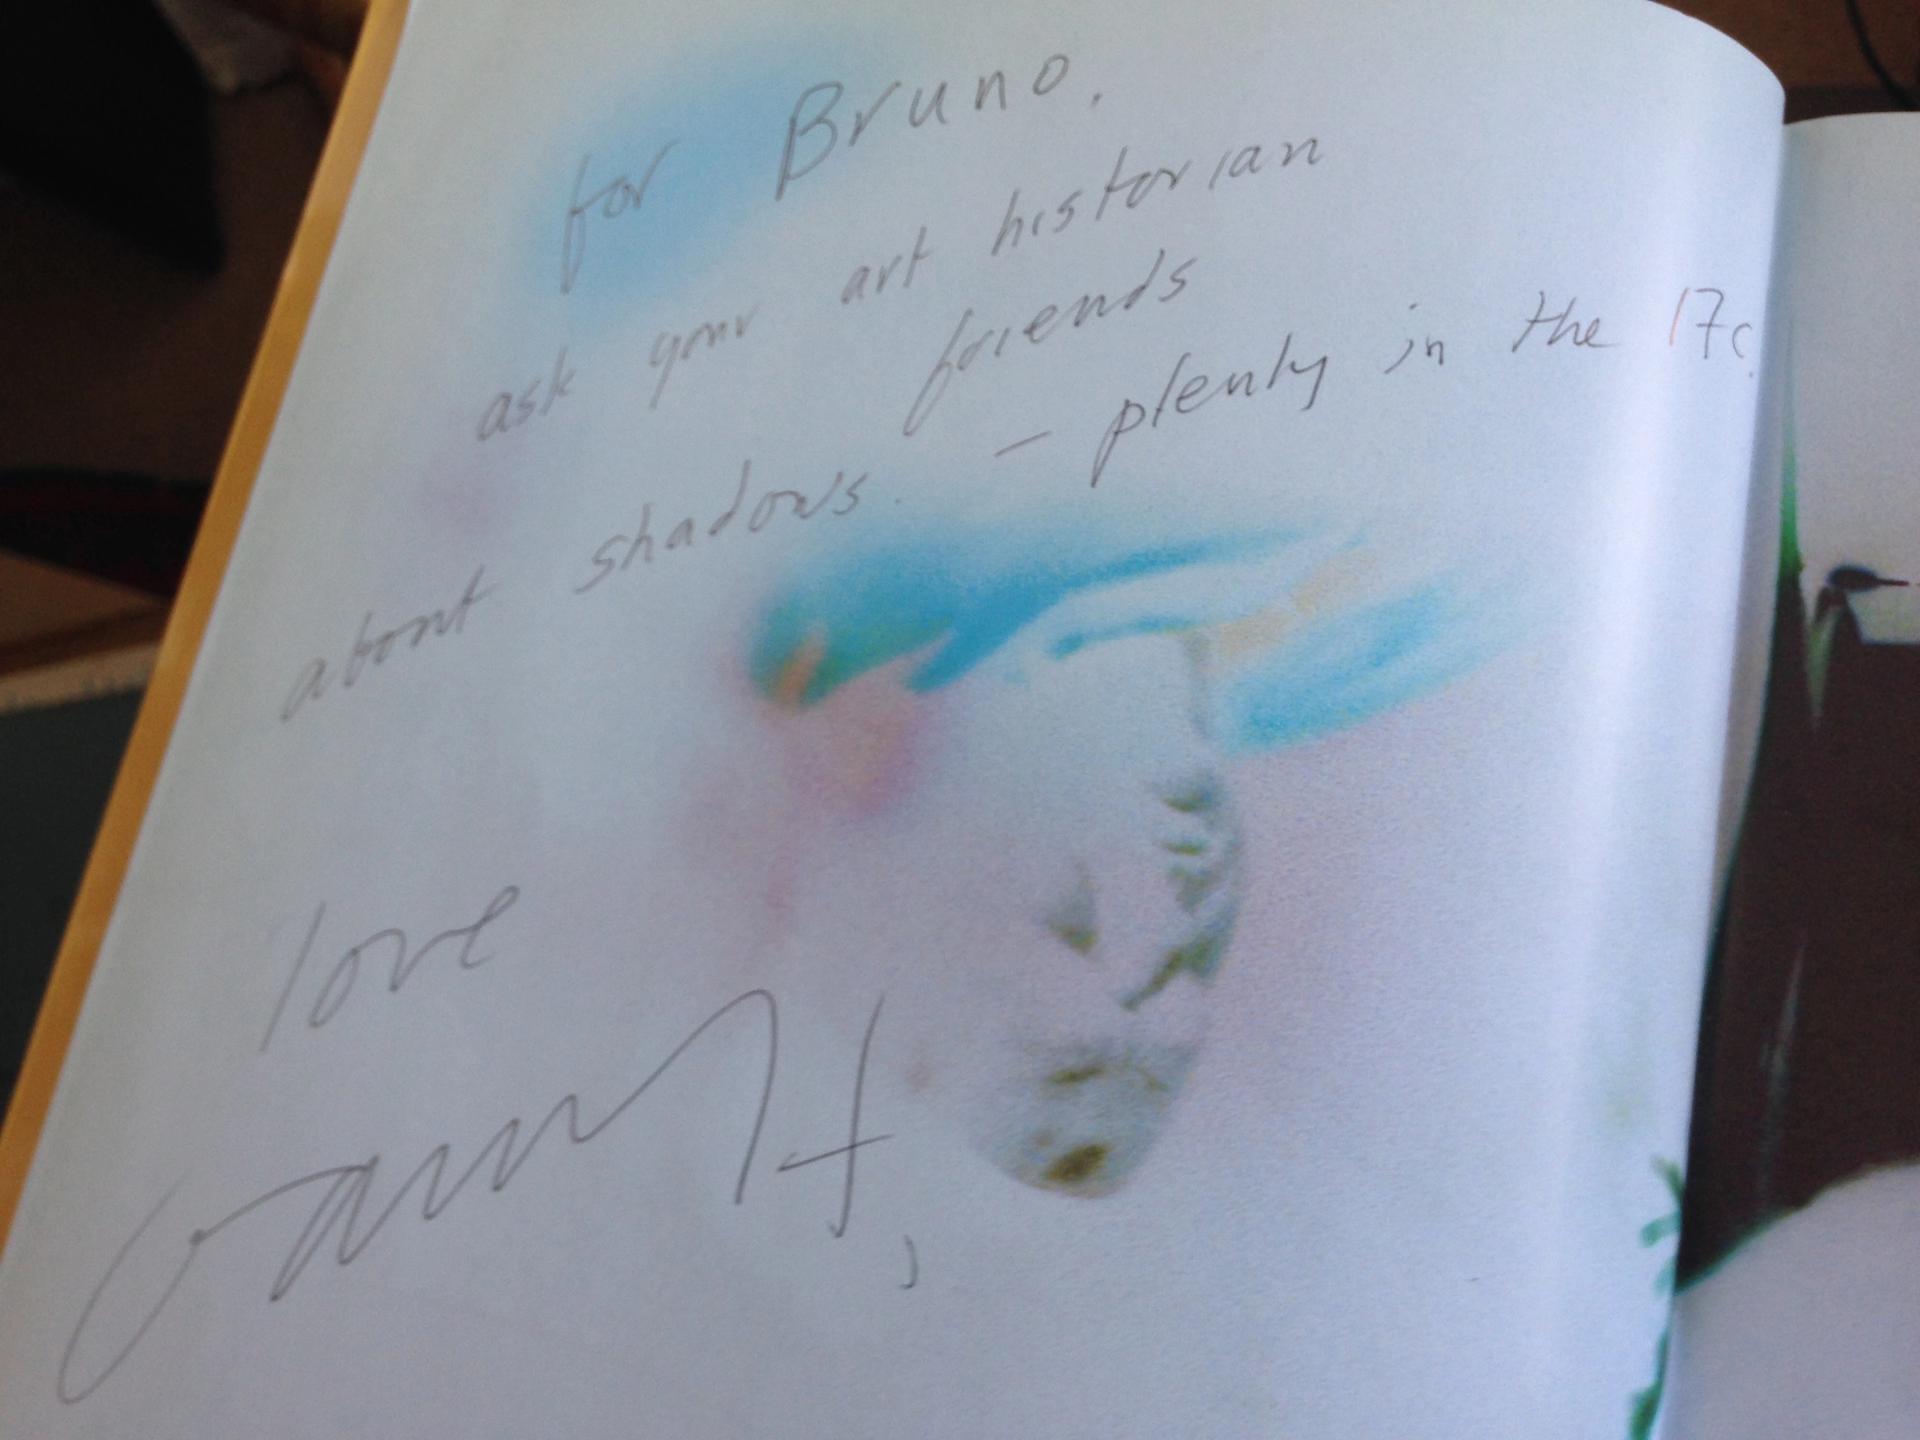 for Bruno.
ask your art historian
friends
about shadows. – plenty in the 17c.
love